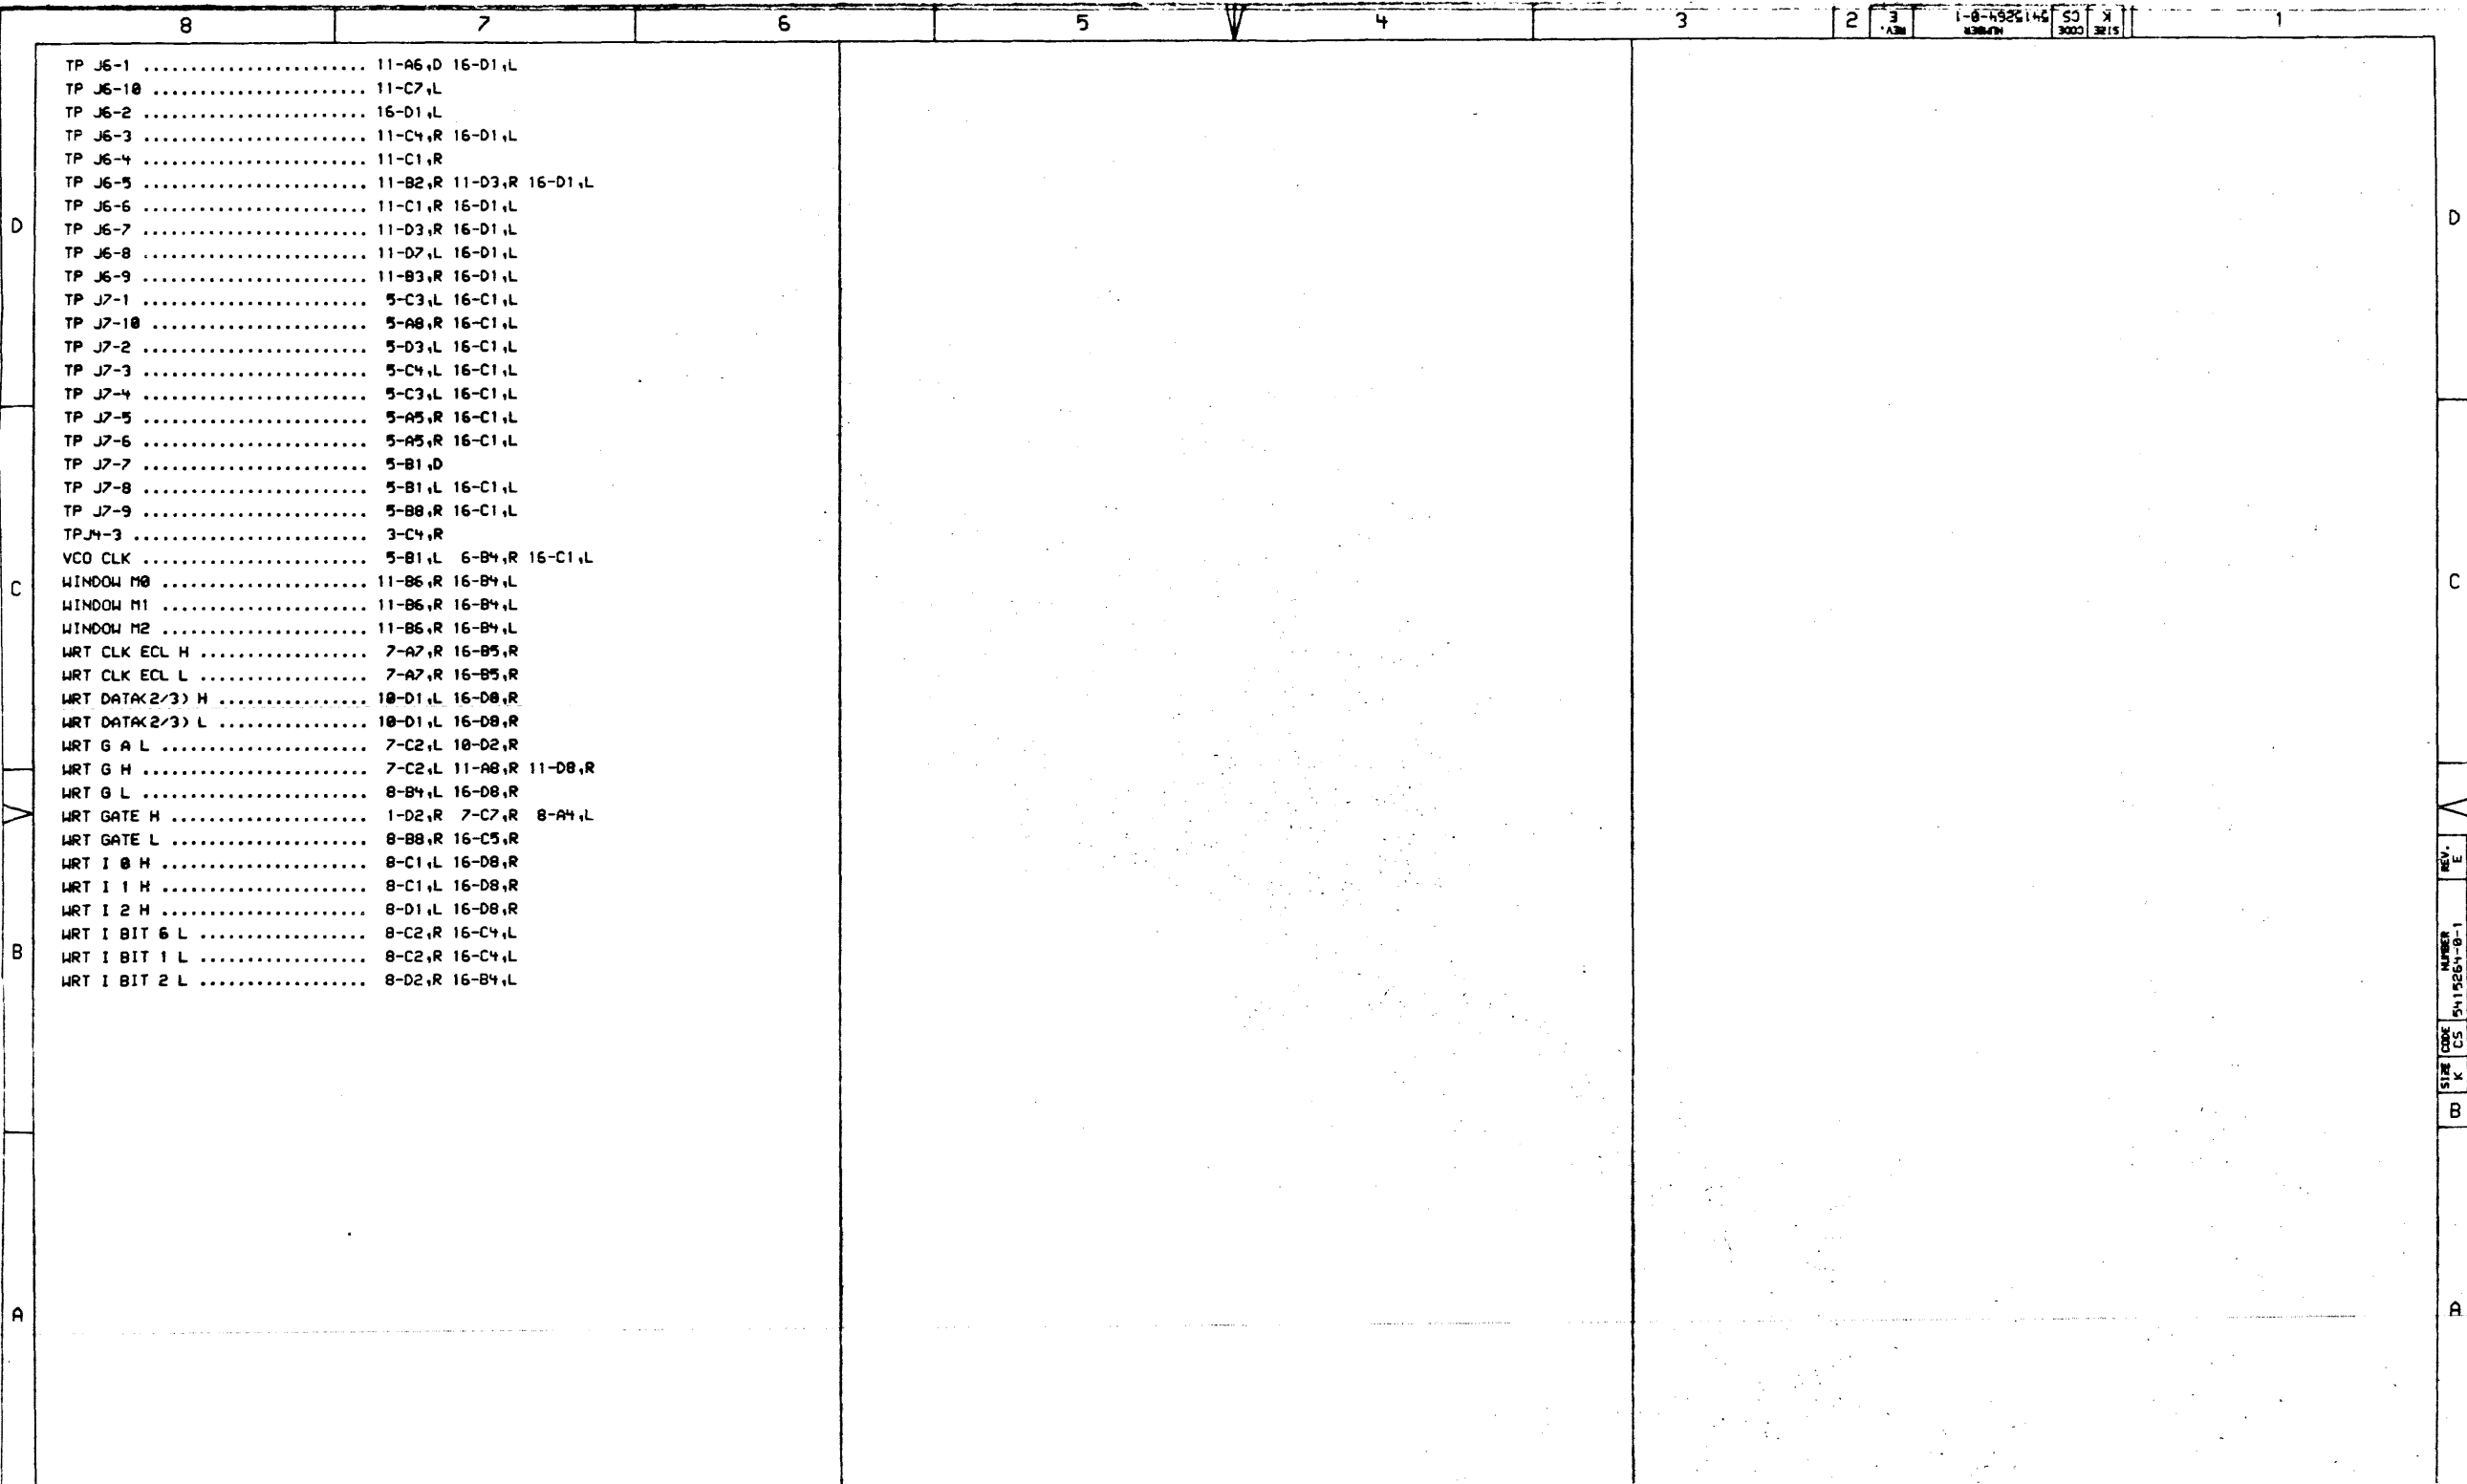 8 7 6 5 4 3 2 1
REV. E NUMBER 5415264-0-1 CODE CS SIZE K
TP J6-1 ....................... 11-A6,D 16-D1,L
TP J6-10 ...................... 11-C7,L
TP J6-2 ....................... 16-D1,L
TP J6-3 ....................... 11-C4,R 16-D1,L
TP J6-4 ....................... 11-C1,R
TP J6-5 ....................... 11-B2,R 11-D3,R 16-D1,L
TP J6-6 ....................... 11-C1,R 16-D1,L
TP J6-7 ....................... 11-D3,R 16-D1,L
TP J6-8 ....................... 11-D7,L 16-D1,L
TP J6-9 ....................... 11-B3,R 16-D1,L
TP J7-1 ....................... 5-C3,L 16-C1,L
TP J7-10 ...................... 5-A8,R 16-C1,L
TP J7-2 ....................... 5-D3,L 16-C1,L
TP J7-3 ....................... 5-C4,L 16-C1,L
TP J7-4 ....................... 5-C3,L 16-C1,L
TP J7-5 ....................... 5-A5,R 16-C1,L
TP J7-6 ....................... 5-A5,R 16-C1,L
TP J7-7 ....................... 5-B1,D
TP J7-8 ....................... 5-B1,L 16-C1,L
TP J7-9 ....................... 5-B8,R 16-C1,L
TPJ4-3 ........................ 3-C4,R
VCO CLK ....................... 5-B1,L 6-B4,R 16-C1,L
WINDOW M0 ..................... 11-B6,R 16-B4,L
WINDOW M1 ..................... 11-B6,R 16-B4,L
WINDOW M2 ..................... 11-B6,R 16-B4,L
WRT CLK ECL H ................. 7-A7,R 16-B5,R
WRT CLK ECL L ................. 7-A7,R 16-B5,R
WRT DATA<2/3> H ............... 10-D1,L 16-D8,R
WRT DATA<2/3> L ............... 10-D1,L 16-D8,R
WRT G A L ..................... 7-C2,L 10-D2,R
WRT G H ....................... 7-C2,L 11-A8,R 11-D8,R
WRT G L ....................... 8-B4,L 16-D8,R
WRT GATE H .................... 1-D2,R 7-C7,R 8-A4,L
WRT GATE L .................... 8-B8,R 16-C5,R
WRT I 0 H ..................... 8-C1,L 16-D8,R
WRT I 1 H ..................... 8-C1,L 16-D8,R
WRT I 2 H ..................... 8-D1,L 16-D8,R
WRT I BIT 6 L ................. 8-C2,R 16-C4,L
WRT I BIT 1 L ................. 8-C2,R 16-C4,L
WRT I BIT 2 L ................. 8-D2,R 16-B4,L
D
C
B
A
D
C
REV. E
NUMBER 5415264-0-1
CODE CS
SIZE K
B
A